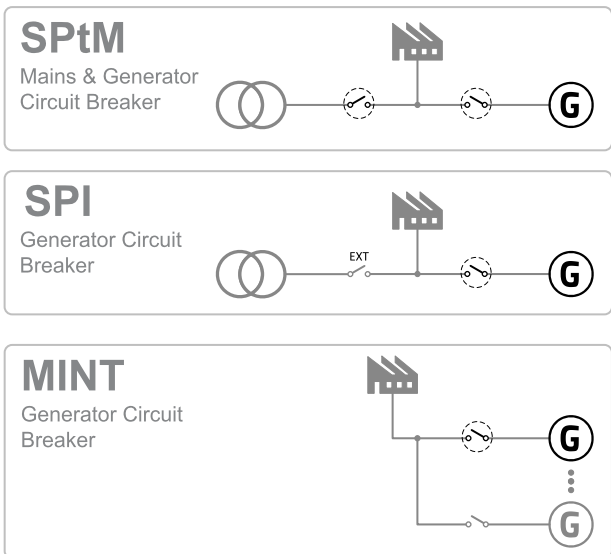 SPtM
Mains & Generator
Circuit Breaker
G
SPI
Generator Circuit
Breaker
EXT
G
MINT
Generator Circuit
Breaker
G
G